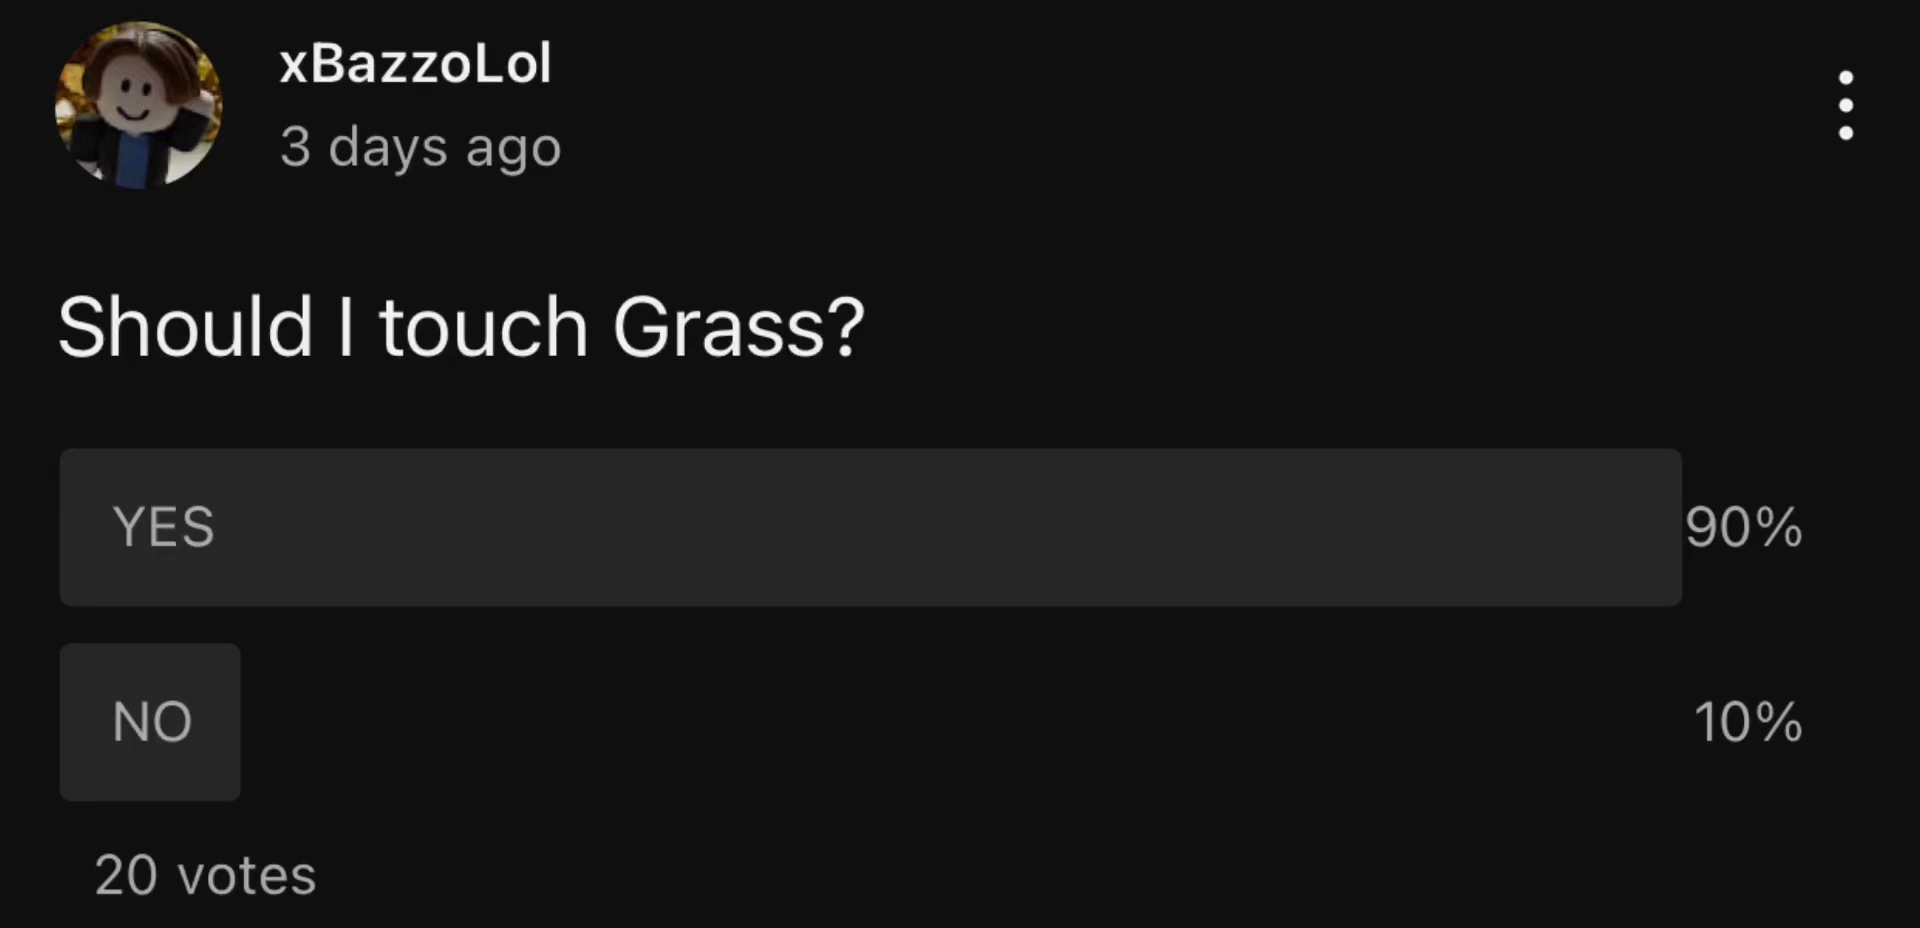 xBazzoLol
3 days ago
Should I touch Grass?
YES 90%
NO 10%
20 votes